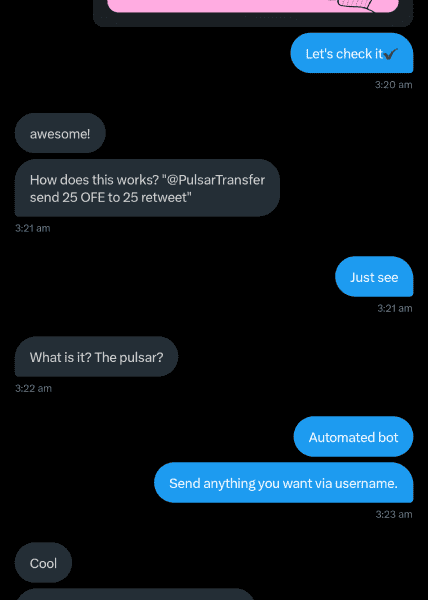 Let's check it✔
3:20 am
awesome!
How does this works? "@PulsarTransfer
send 25 OFE to 25 retweet"
3:21 am
Just see
3:21 am
What is it? The pulsar?
3:22 am
Automated bot
Send anything you want via username.
3:23 am
Cool